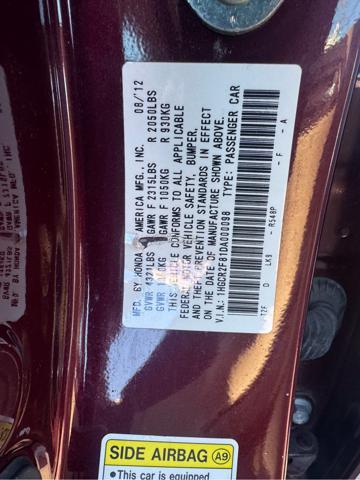 MFD. BY HONDA OF AMERICA MFG., INC. 08/12
GVWR 4321LBS GAWR F 2315LBS R 2050LBS
GVWR 1960KG GAWR F 1050KG R 930KG
THIS VEHICLE CONFORMS TO ALL APPLICABLE
FEDERAL MOTOR VEHICLE SAFETY, BUMPER,
AND THEFT PREVENTION STANDARDS IN EFFECT
ON THE DATE OF MANUFACTURE SHOWN ABOVE.
V.I.N.: 1HGCR2F81DA000098 TYPE: PASSENGER CAR
T2F D LK9 R548P F A
SIDE AIRBAG A9
This car is equipped